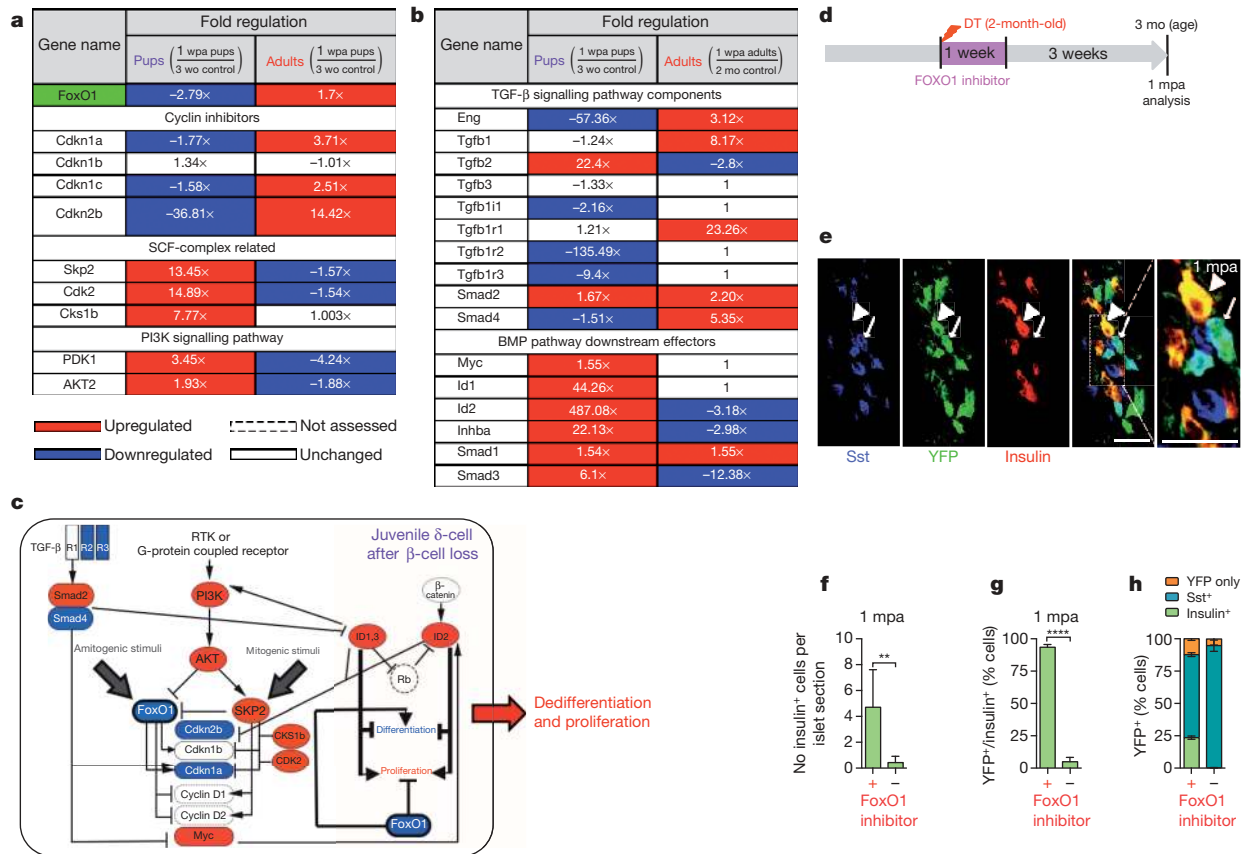 a
Gene name
Fold regulation
Pups (1 wpa pups / 3 wo control)
Adults (1 wpa pups / 3 wo control)
FoxO1 −2.79× 1.7×
Cyclin inhibitors
Cdkn1a −1.77× 3.71×
Cdkn1b 1.34× −1.01×
Cdkn1c −1.58× 2.51×
Cdkn2b −36.81× 14.42×
SCF-complex related
Skp2 13.45× −1.57×
Cdk2 14.89× −1.54×
Cks1b 7.77× 1.003×
PI3K signalling pathway
PDK1 3.45× −4.24×
AKT2 1.93× −1.88×
Upregulated Not assessed
Downregulated Unchanged
b
Gene name
Fold regulation
Pups (1 wpa pups / 3 wo control)
Adults (1 wpa adults / 2 mo control)
TGF-β signalling pathway components
Eng −57.36× 3.12×
Tgfb1 −1.24× 8.17×
Tgfb2 22.4× −2.8×
Tgfb3 −1.33× 1
Tgfb1i1 −2.16× 1
Tgfb1r1 1.21× 23.26×
Tgfb1r2 −135.49× 1
Tgfb1r3 −9.4× 1
Smad2 1.67× 2.20×
Smad4 −1.51× 5.35×
BMP pathway downstream effectors
Myc 1.55× 1
Id1 44.26× 1
Id2 487.08× −3.18×
Inhba 22.13× −2.98×
Smad1 1.54× 1.55×
Smad3 6.1× −12.38×
c
TGF-β R1 R2 R3
RTK or
G-protein coupled receptor
Juvenile δ-cell
after β-cell loss
Smad2
Smad4
PI3K
β-
catenin
ID1,3
ID2
Amitogenic stimuli
AKT
Mitogenic stimuli
Rb
FoxO1
SKP2
Cdkn2b
Cdkn1b
Cdkn1a
CKS1b
CDK2
Cyclin D1
Cyclin D2
Myc
Differentiation
Proliferation
FoxO1
Dedifferentiation
and proliferation
d
DT (2-month-old)
3 mo (age)
1 week
3 weeks
FOXO1 inhibitor
1 mpa
analysis
e
1 mpa
Sst YFP Insulin
f
1 mpa
No insulin⁺ cells per
islet section
10
8
6
4
2
0
**
+ −
FoxO1
inhibitor
g
1 mpa
YFP⁺/insulin⁺ (% cells)
100
75
50
25
0
****
+ −
FoxO1
inhibitor
h
YFP only
Sst⁺
Insulin⁺
YFP⁺ (% cells)
100
75
50
25
0
+ −
FoxO1
inhibitor